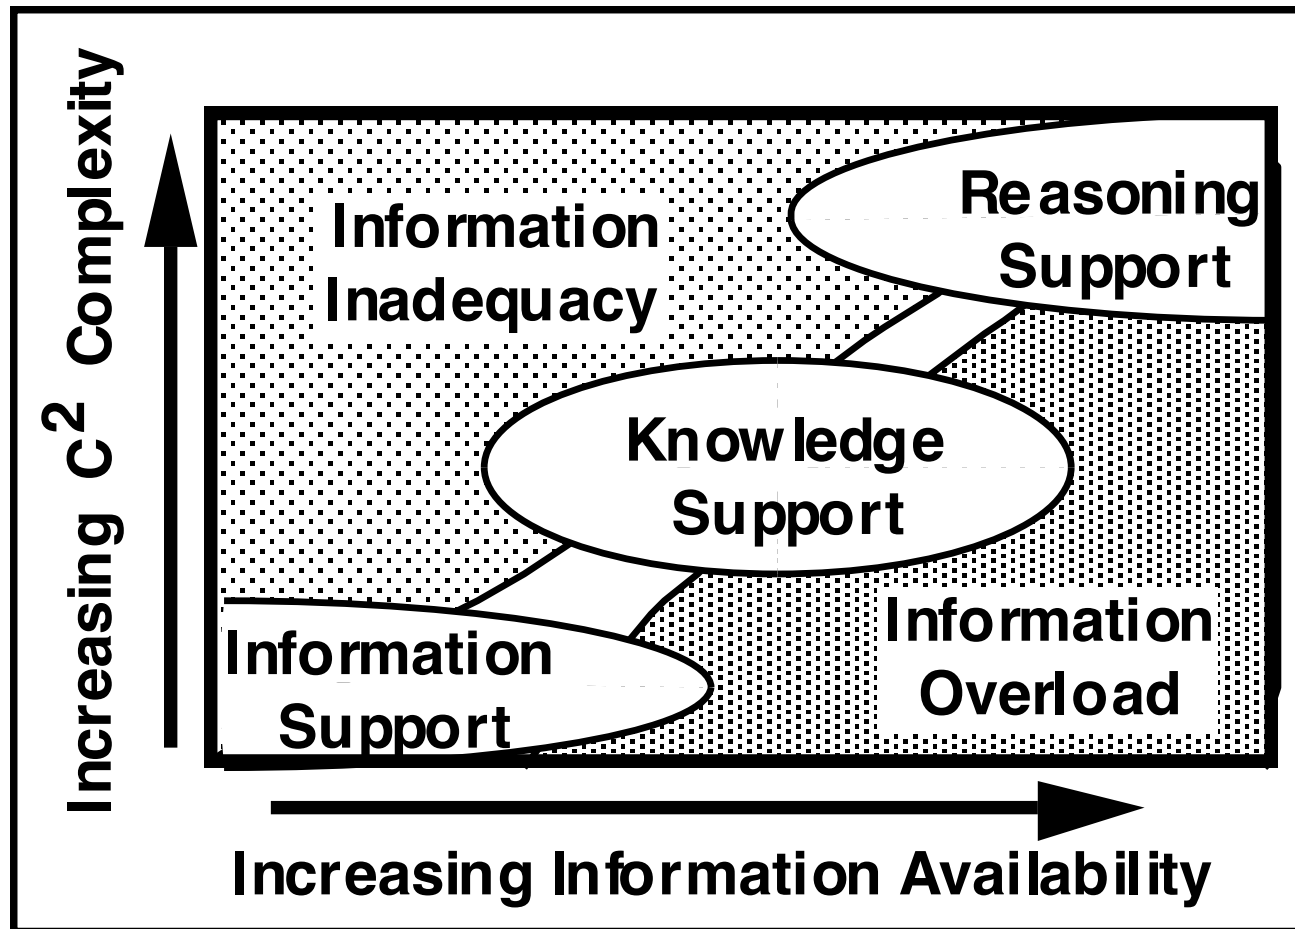 Increasing C² Complexity
Information
Inadequacy
Reasoning
Support
Knowledge
Support
Information
Support
Information
Overload
Increasing Information Availability